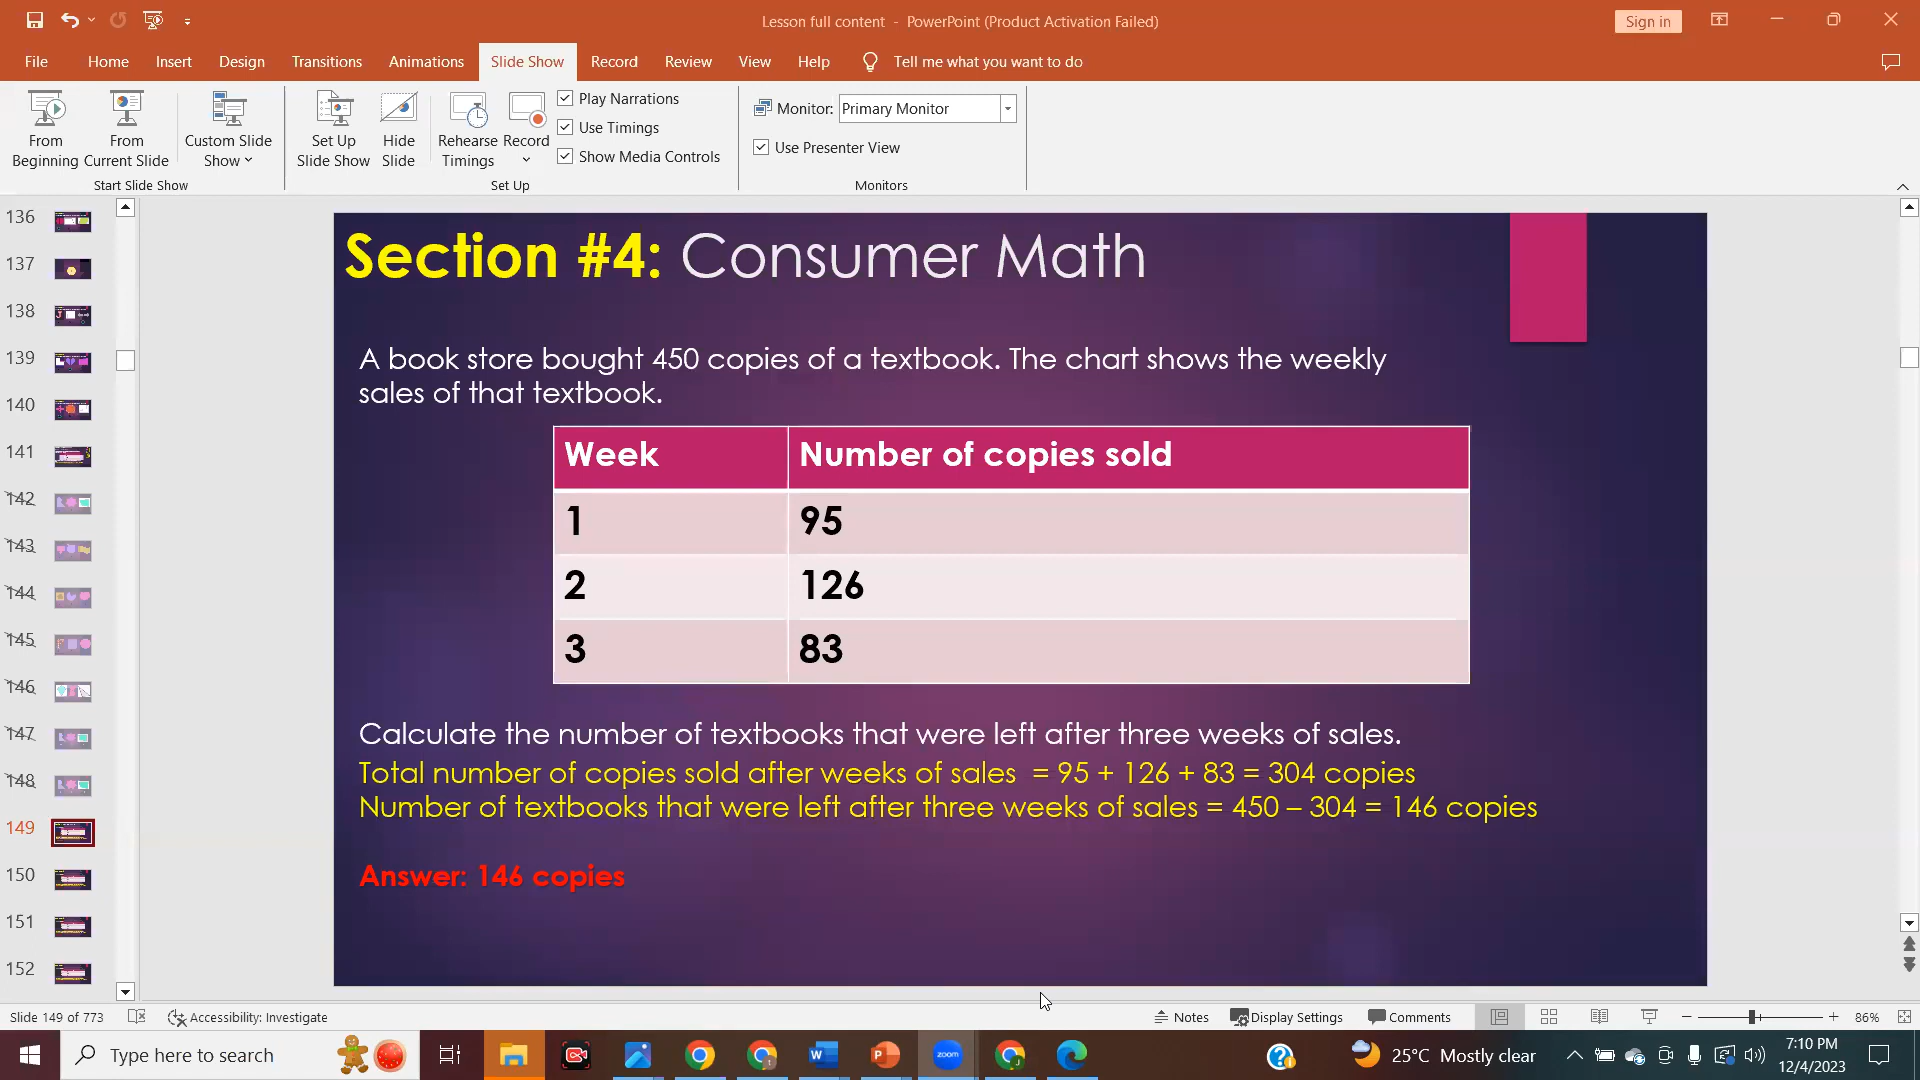 Lesson full content - PowerPoint (Product Activation Failed)
Sign in
File Home Insert Design Transitions Animations Slide Show Record Review View Help Tell me what you want to do
From Beginning
From Current Slide
Custom Slide Show
Start Slide Show
Set Up Slide Show
Hide Slide
Rehearse Timings
Record
Play Narrations
Use Timings
Show Media Controls
Set Up
Monitor: Primary Monitor
Use Presenter View
Monitors
136
137
138
139
140
141
142
143
144
145
146
147
148
149
150
151
152
Section #4: Consumer Math
A book store bought 450 copies of a textbook. The chart shows the weekly
sales of that textbook.
Week Number of copies sold
1 95
2 126
3 83
Calculate the number of textbooks that were left after three weeks of sales.
Total number of copies sold after weeks of sales = 95 + 126 + 83 = 304 copies
Number of textbooks that were left after three weeks of sales = 450 – 304 = 146 copies
Answer: 146 copies
Slide 149 of 773 Accessibility: Investigate Notes Display Settings Comments 86%
Type here to search
zoom
25°C Mostly clear
7:10 PM
12/4/2023